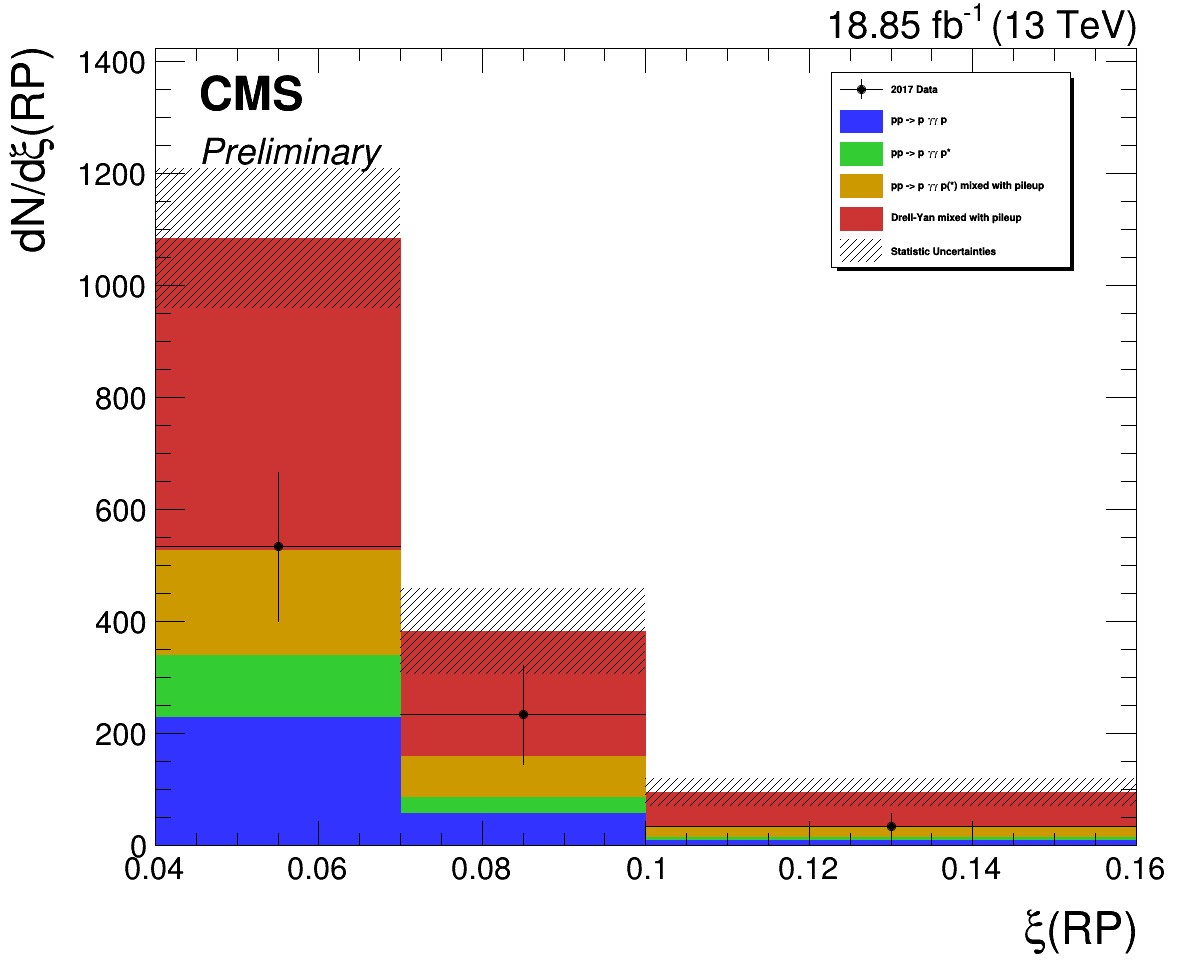 18.85 fb⁻¹ (13 TeV)
dN/dξ(RP)
CMS
Preliminary
2017 Data
pp -> p γγ p
pp -> p γγ p*
pp -> p γγ p(*) mixed with pileup
Drell-Yan mixed with pileup
Statistic Uncertainties
1400
1200
1000
800
600
400
200
0
0.04 0.06 0.08 0.1 0.12 0.14 0.16
ξ(RP)